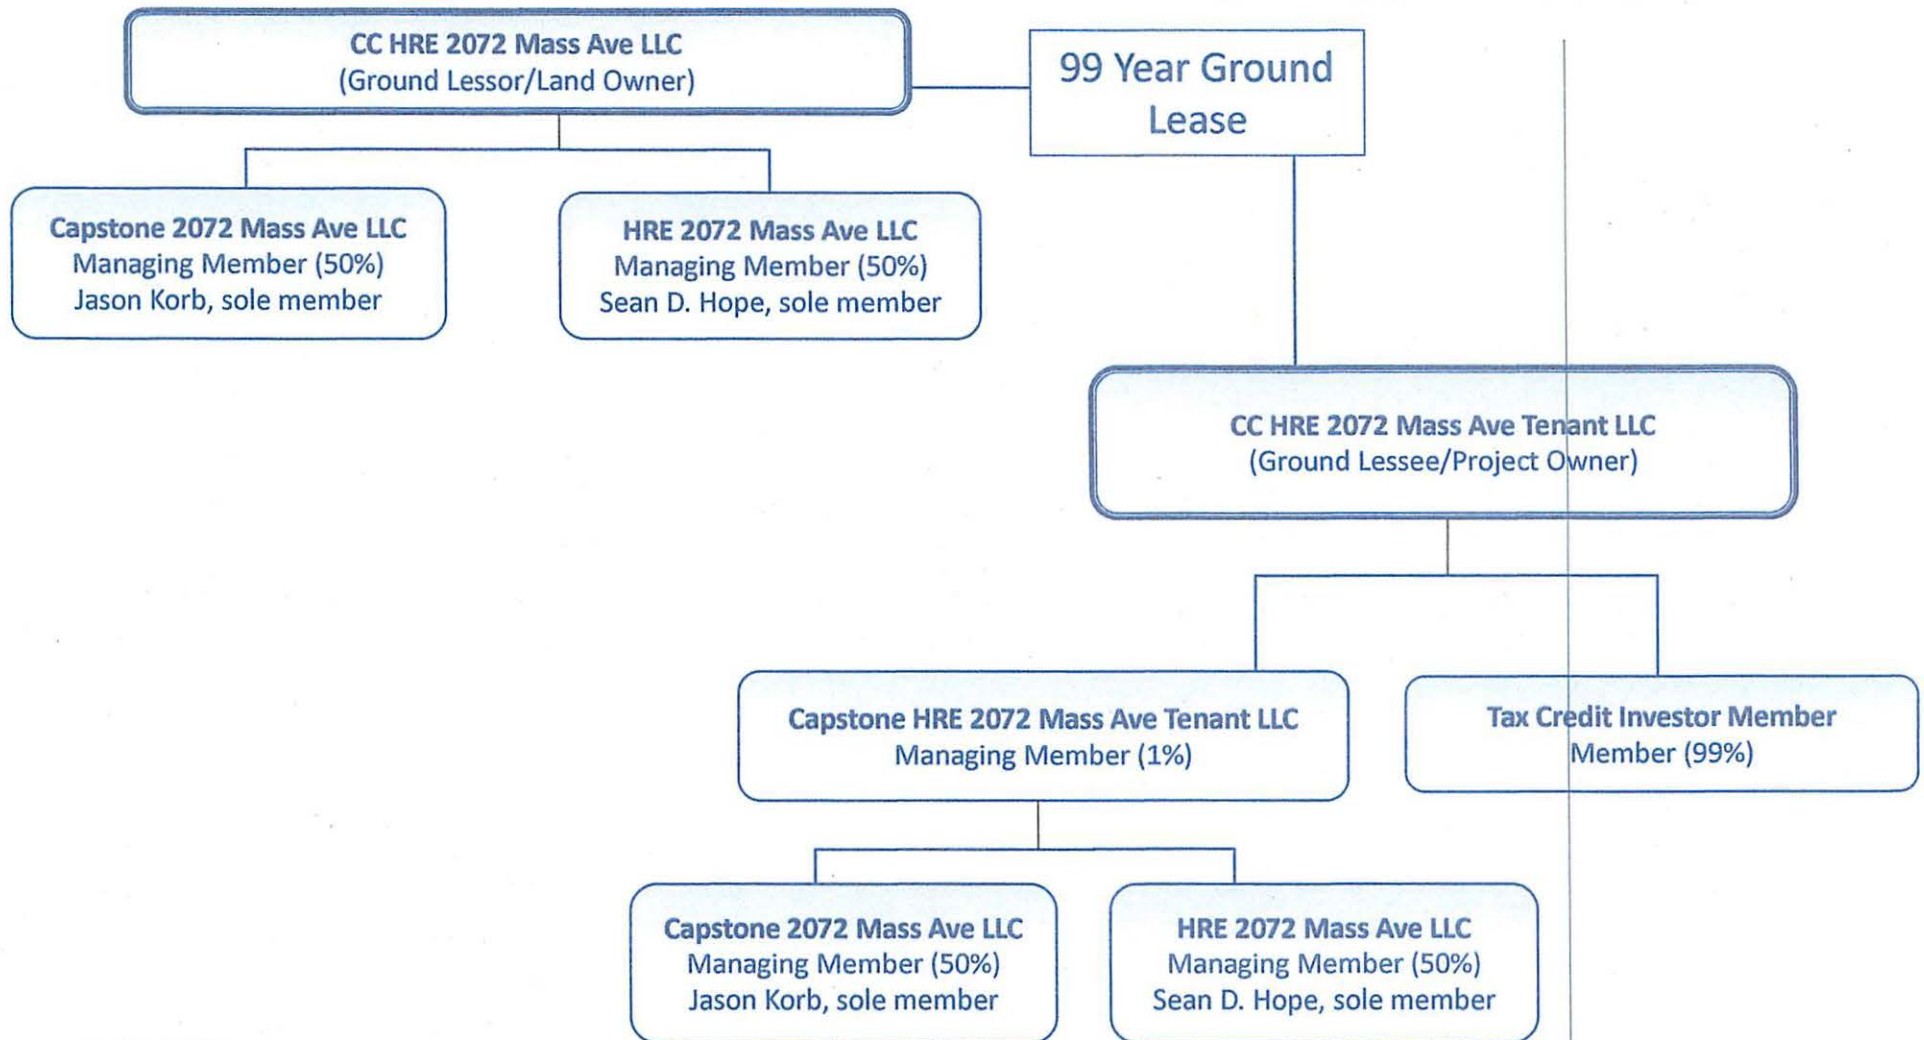 CC HRE 2072 Mass Ave LLC
(Ground Lessor/Land Owner)
99 Year Ground
Lease
Capstone 2072 Mass Ave LLC
Managing Member (50%)
Jason Korb, sole member
HRE 2072 Mass Ave LLC
Managing Member (50%)
Sean D. Hope, sole member
CC HRE 2072 Mass Ave Tenant LLC
(Ground Lessee/Project Owner)
Capstone HRE 2072 Mass Ave Tenant LLC
Managing Member (1%)
Tax Credit Investor Member
Member (99%)
Capstone 2072 Mass Ave LLC
Managing Member (50%)
Jason Korb, sole member
HRE 2072 Mass Ave LLC
Managing Member (50%)
Sean D. Hope, sole member